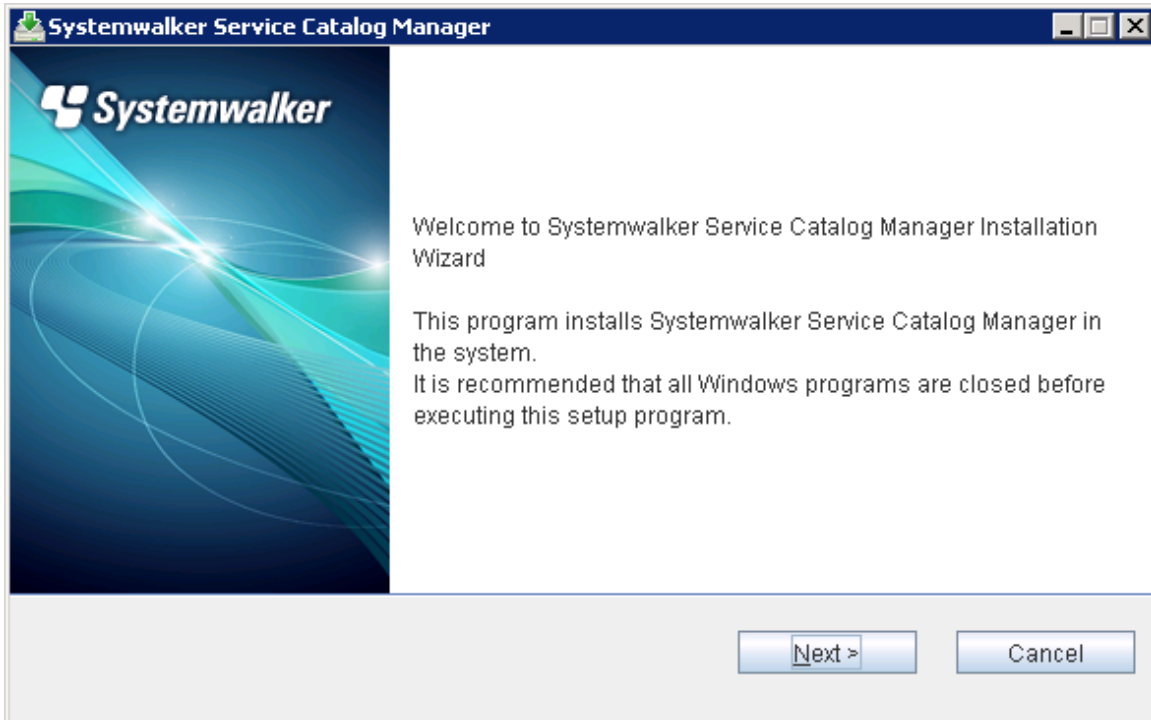 Systemwalker Service Catalog Manager
Systemwalker
Welcome to Systemwalker Service Catalog Manager Installation
Wizard
This program installs Systemwalker Service Catalog Manager in
the system.
It is recommended that all Windows programs are closed before
executing this setup program.
Next >
Cancel